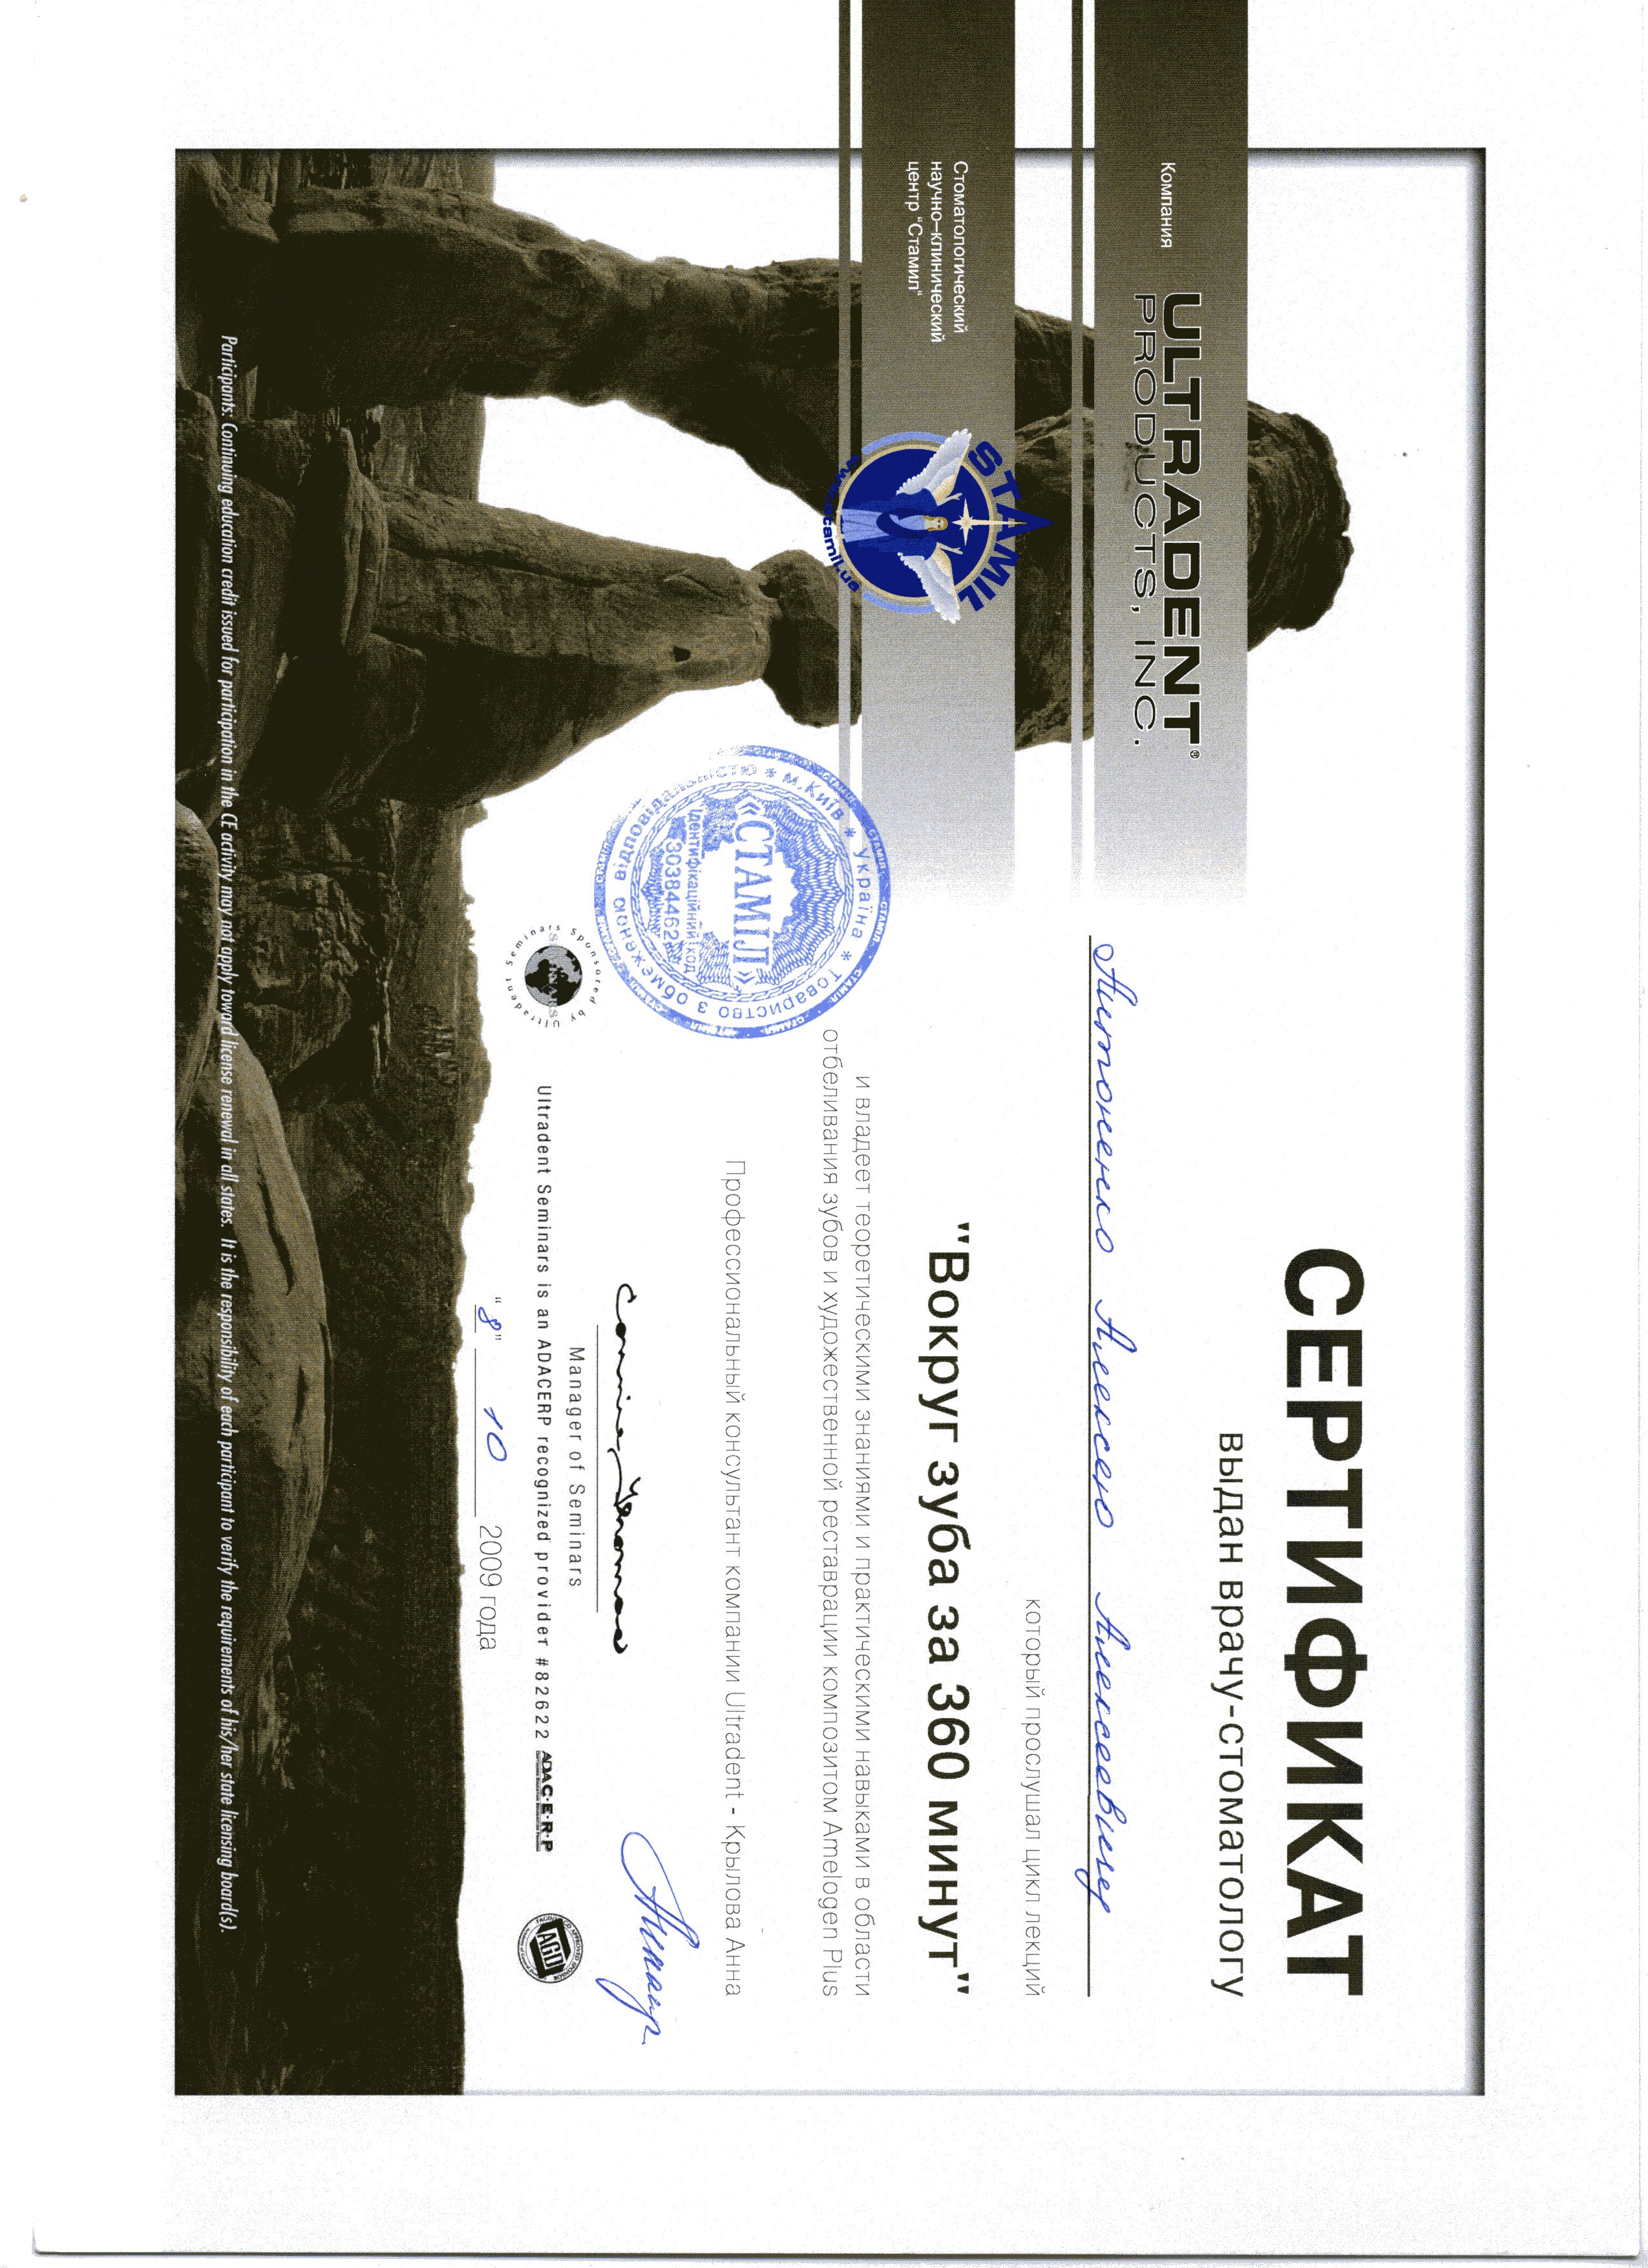 СЕРТИФИКАТ
выдан врачу-стоматологу
Компания
ULTRADENT®
PRODUCTS, INC.
Антоненко Алексею Алексеевичу
который прослушал цикл лекций
STAMIL
www.stamil.ua
Стоматологический
научно–клинический
центр “Стамил“
"Вокруг зуба за 360 минут"
и владеет теоретическими знаниями и практическими навыками в области
отбеливания зубов и художественной реставрации композитом Amelogen Plus
м.Київ * Україна * Товариство з обмеженою відповідальністю *
«СТАМІЛ»
Ідентифікаційний код
30384462
Профессиональный консультант компании Ultradent - Крылова Анна
Connie Thomas
Manager of Seminars
Seminars Sponsored by Ultradent
SEMINARS
Ultradent Seminars is an ADACERP recognized provider #82622 ADA C·E·R·P
AGD
“8” 10 2009 года
Participants: Continuing education credit issued for participation in the CE activity may not apply toward license renewal in all states. It is the responsibility of each participant to verify the requirements of his/her state licensing board(s).